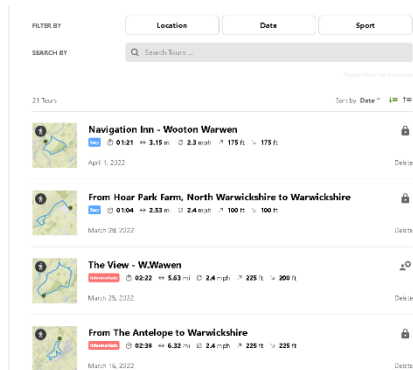 FILTER BY Location Date Sport
SEARCH BY Search Tours ...
Reset filter and search
21 Tours Sort by Date
Navigation Inn - Wooton Warwen
Easy 01:21 3.15 mi 2.3 mph 175 ft 175 ft
April 1, 2022 Delete
From Hoar Park Farm, North Warwickshire to Warwickshire
Easy 01:04 2.53 mi 2.4 mph 100 ft 100 ft
March 28, 2022 Delete
The View - W.Wawen
Intermediate 02:22 5.63 mi 2.4 mph 225 ft 200 ft
March 25, 2022 Delete
From The Antelope to Warwickshire
Intermediate 02:38 6.32 mi 2.4 mph 225 ft 225 ft
March 16, 2022 Delete